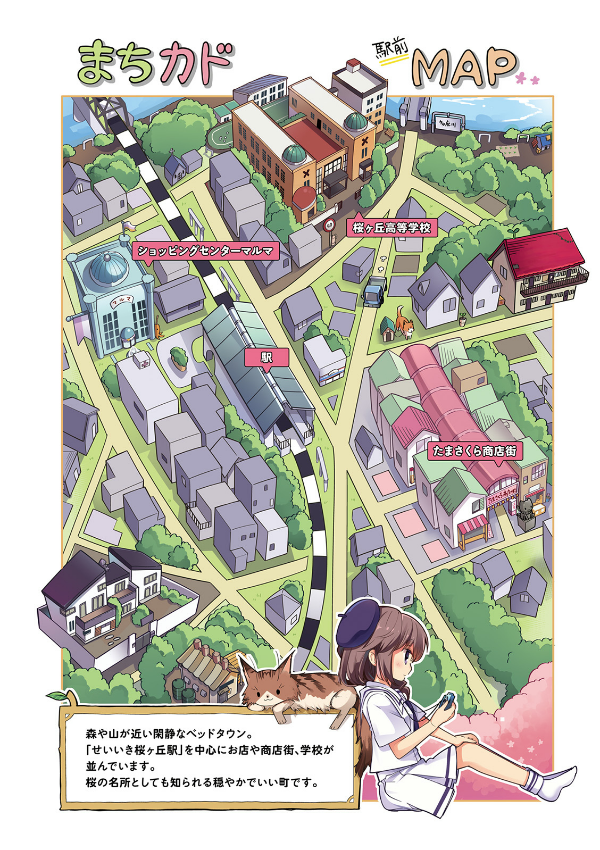 まちカド
駅前
MAP
桜ヶ丘高等学校
ショッピングセンターマルマ
マルマ
駅
たまさくら商店街
森や山が近い閑静なベッドタウン。
「せいいき桜ヶ丘駅」を中心にお店や商店街、学校が
並んでいます。
桜の名所としても知られる穏やかでいい町です。